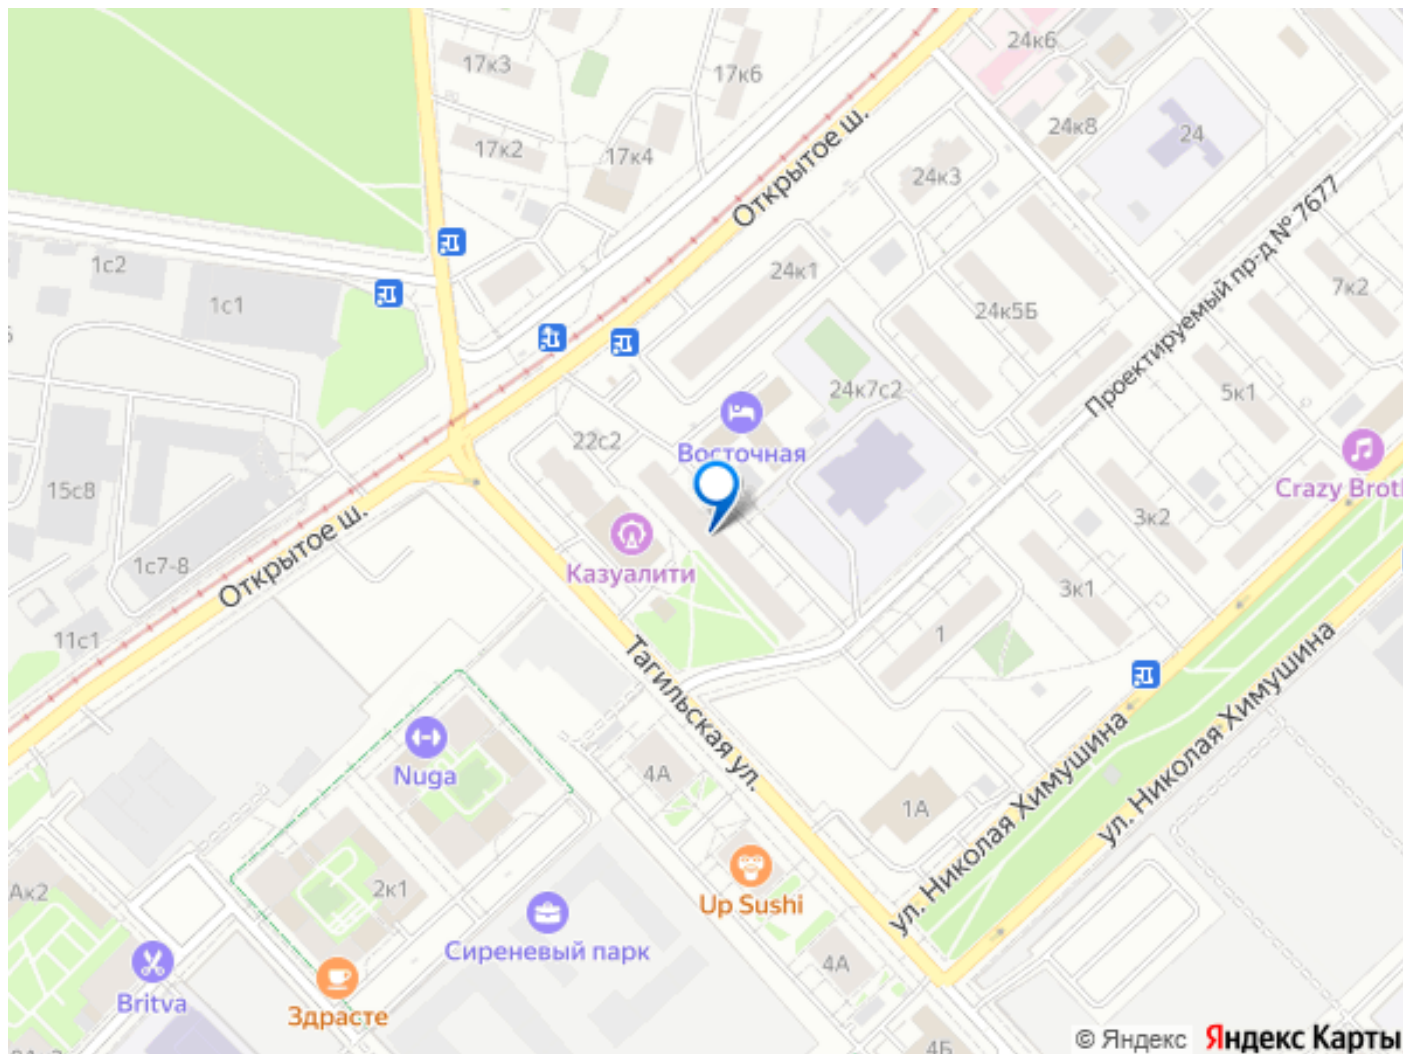 24к6
17к3
17к6
24к8
24
17к2
17к4
Открытое ш.
24к3
Проектируемый пр-д № 7677
1с2
24к1
7к2
1с1
24к5Б
24к7с2
5к1
22с2
Восточная
15с8
Crazy Brot
3к2
Открытое ш.
1с7-8
Казуалити
3к1
11с1
1
Тагильская ул.
ул. Николая Химушина
ул. Николая Химушина
Nuga
4А
1А
Ак2
2к1
Up Sushi
Сиреневый парк
4А
Britva
Здрасте
4Б
© Яндекс
Яндекс Карты